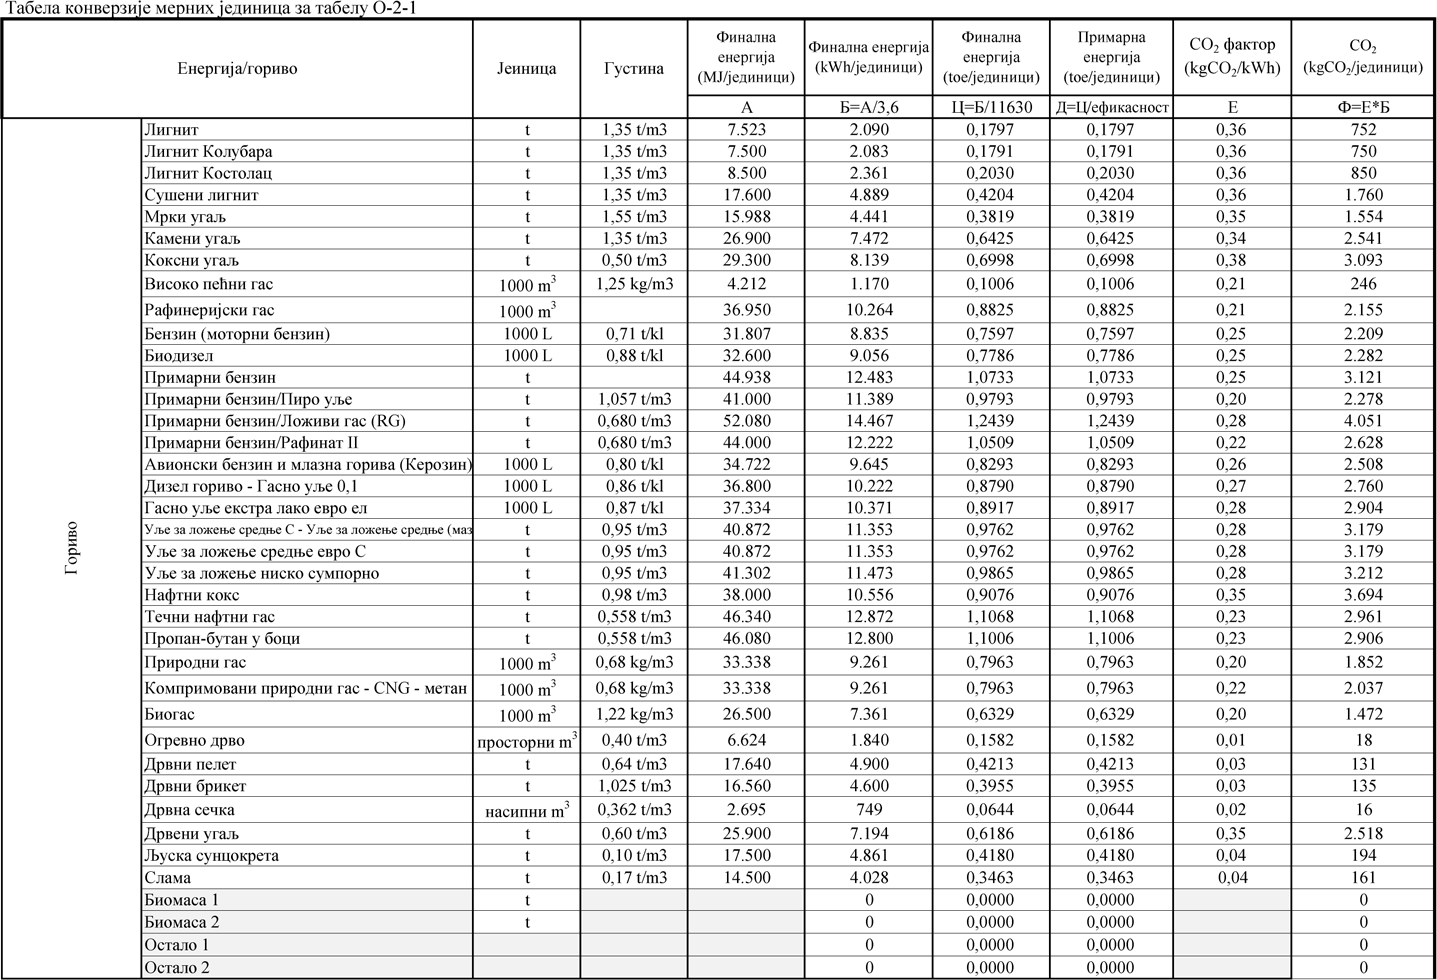 Табела конверзије мерних јединица за табелу О-2-1
Енергија/гориво Јеиница Густина Финална енергија (MJ/јединици) Финална енергија (kWh/јединици) Финална енергија (toe/јединици) Примарна енергија (toe/јединици) CO2 фактор (kgCO2/kWh) CO2 (kgCO2/јединици)
А Б=А/3,6 Ц=Б/11630 Д=Ц/ефикасност Е Ф=Е*Б
Гориво
Лигнит t 1,35 t/m3 7.523 2.090 0,1797 0,1797 0,36 752
Лигнит Колубара t 1,35 t/m3 7.500 2.083 0,1791 0,1791 0,36 750
Лигнит Костолац t 1,35 t/m3 8.500 2.361 0,2030 0,2030 0,36 850
Сушени лигнит t 1,35 t/m3 17.600 4.889 0,4204 0,4204 0,36 1.760
Мрки угаљ t 1,55 t/m3 15.988 4.441 0,3819 0,3819 0,35 1.554
Камени угаљ t 1,35 t/m3 26.900 7.472 0,6425 0,6425 0,34 2.541
Коксни угаљ t 0,50 t/m3 29.300 8.139 0,6998 0,6998 0,38 3.093
Високо пећни гас 1000 m3 1,25 kg/m3 4.212 1.170 0,1006 0,1006 0,21 246
Рафинеријски гас 1000 m3 36.950 10.264 0,8825 0,8825 0,21 2.155
Бензин (моторни бензин) 1000 L 0,71 t/kl 31.807 8.835 0,7597 0,7597 0,25 2.209
Биодизел 1000 L 0,88 t/kl 32.600 9.056 0,7786 0,7786 0,25 2.282
Примарни бензин t 44.938 12.483 1,0733 1,0733 0,25 3.121
Примарни бензин/Пиро уље t 1,057 t/m3 41.000 11.389 0,9793 0,9793 0,20 2.278
Примарни бензин/Ложиви гас (RG) t 0,680 t/m3 52.080 14.467 1,2439 1,2439 0,28 4.051
Примарни бензин/Рафинат II t 0,680 t/m3 44.000 12.222 1,0509 1,0509 0,22 2.628
Авионски бензин и млазна горива (Керозин) 1000 L 0,80 t/kl 34.722 9.645 0,8293 0,8293 0,26 2.508
Дизел гориво - Гасно уље 0,1 1000 L 0,86 t/kl 36.800 10.222 0,8790 0,8790 0,27 2.760
Гасно уље екстра лако евро ел 1000 L 0,87 t/kl 37.334 10.371 0,8917 0,8917 0,28 2.904
Уље за ложење средње С - Уље за ложење средње (маз t 0,95 t/m3 40.872 11.353 0,9762 0,9762 0,28 3.179
Уље за ложење средње евро С t 0,95 t/m3 40.872 11.353 0,9762 0,9762 0,28 3.179
Уље за ложење ниско сумпорно t 0,95 t/m3 41.302 11.473 0,9865 0,9865 0,28 3.212
Нафтни кокс t 0,98 t/m3 38.000 10.556 0,9076 0,9076 0,35 3.694
Течни нафтни гас t 0,558 t/m3 46.340 12.872 1,1068 1,1068 0,23 2.961
Пропан-бутан у боци t 0,558 t/m3 46.080 12.800 1,1006 1,1006 0,23 2.906
Природни гас 1000 m3 0,68 kg/m3 33.338 9.261 0,7963 0,7963 0,20 1.852
Компримовани природни гас - CNG - метан 1000 m3 0,68 kg/m3 33.338 9.261 0,7963 0,7963 0,22 2.037
Биогас 1000 m3 1,22 kg/m3 26.500 7.361 0,6329 0,6329 0,20 1.472
Огревно дрво просторни m3 0,40 t/m3 6.624 1.840 0,1582 0,1582 0,01 18
Дрвни пелет t 0,64 t/m3 17.640 4.900 0,4213 0,4213 0,03 131
Дрвни брикет t 1,025 t/m3 16.560 4.600 0,3955 0,3955 0,03 135
Дрвна сечка насипни m3 0,362 t/m3 2.695 749 0,0644 0,0644 0,02 16
Дрвени угаљ t 0,60 t/m3 25.900 7.194 0,6186 0,6186 0,35 2.518
Љуска сунцокрета t 0,10 t/m3 17.500 4.861 0,4180 0,4180 0,04 194
Слама t 0,17 t/m3 14.500 4.028 0,3463 0,3463 0,04 161
Биомаса 1 t 0 0,0000 0,0000 0
Биомаса 2 t 0 0,0000 0,0000 0
Остало 1 0 0,0000 0,0000 0
Остало 2 0 0,0000 0,0000 0